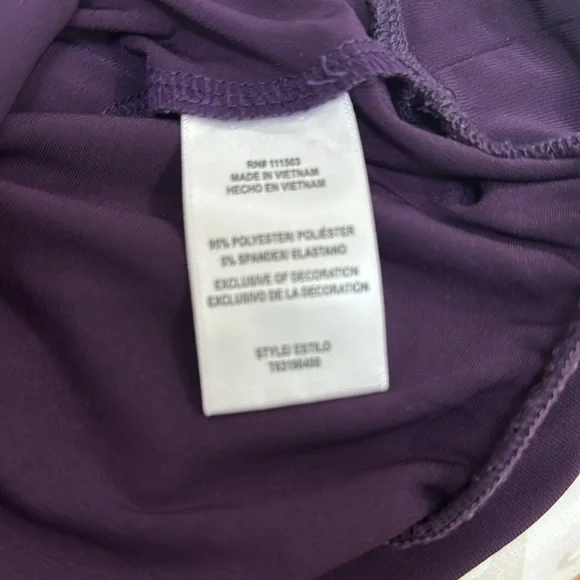 RN# 111503
MADE IN VIETNAM
HECHO EN VIETNAM
95% POLYESTER/ POLIÉSTER
5% SPANDEX/ ELASTANO
EXCLUSIVE OF DECORATION
EXCLUSIVO DE LA DECORATION
STYLE/ ESTILO